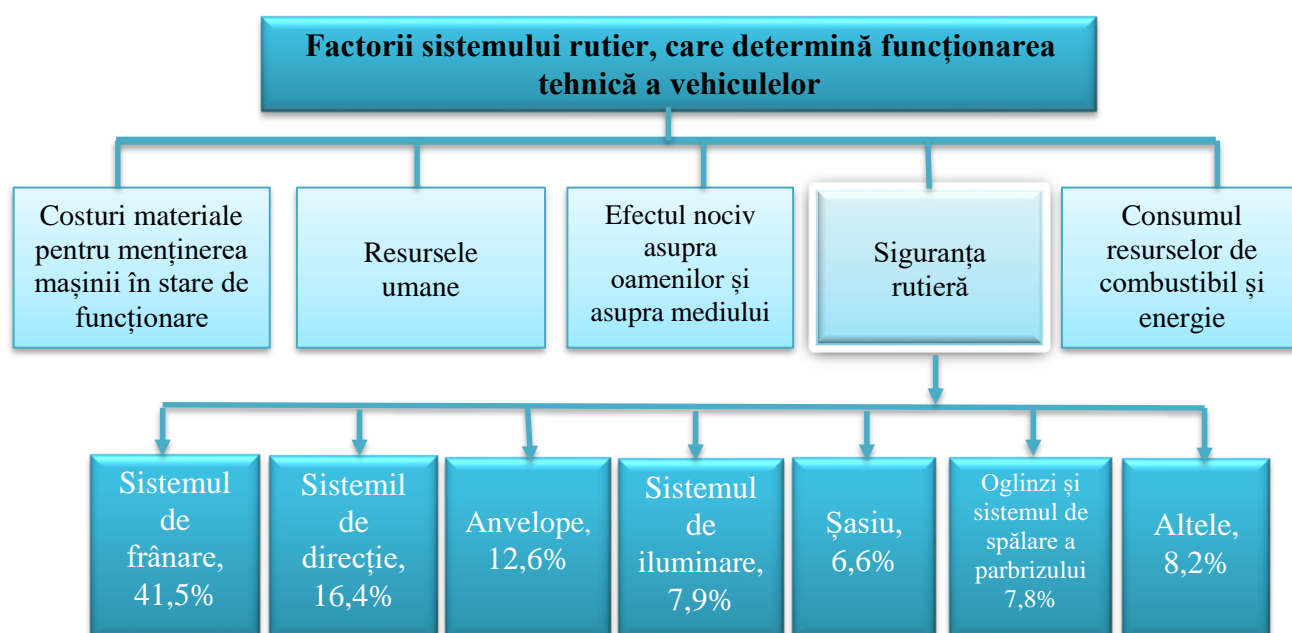 Factorii sistemului rutier, care determină funcționarea
tehnică a vehiculelor
Costuri materiale
pentru menținerea
mașinii în stare de
funcționare
Resursele
umane
Efectul nociv
asupra
oamenilor și
asupra mediului
Siguranța
rutieră
Consumul
resurselor de
combustibil și
energie
Sistemul
de
frânare,
41,5%
Sistemil
de
direcție,
16,4%
Anvelope,
12,6%
Sistemul
de
iluminare,
7,9%
Șasiu,
6,6%
Oglinzi și
sistemul de
spălare a
parbrizului
7,8%
Altele,
8,2%